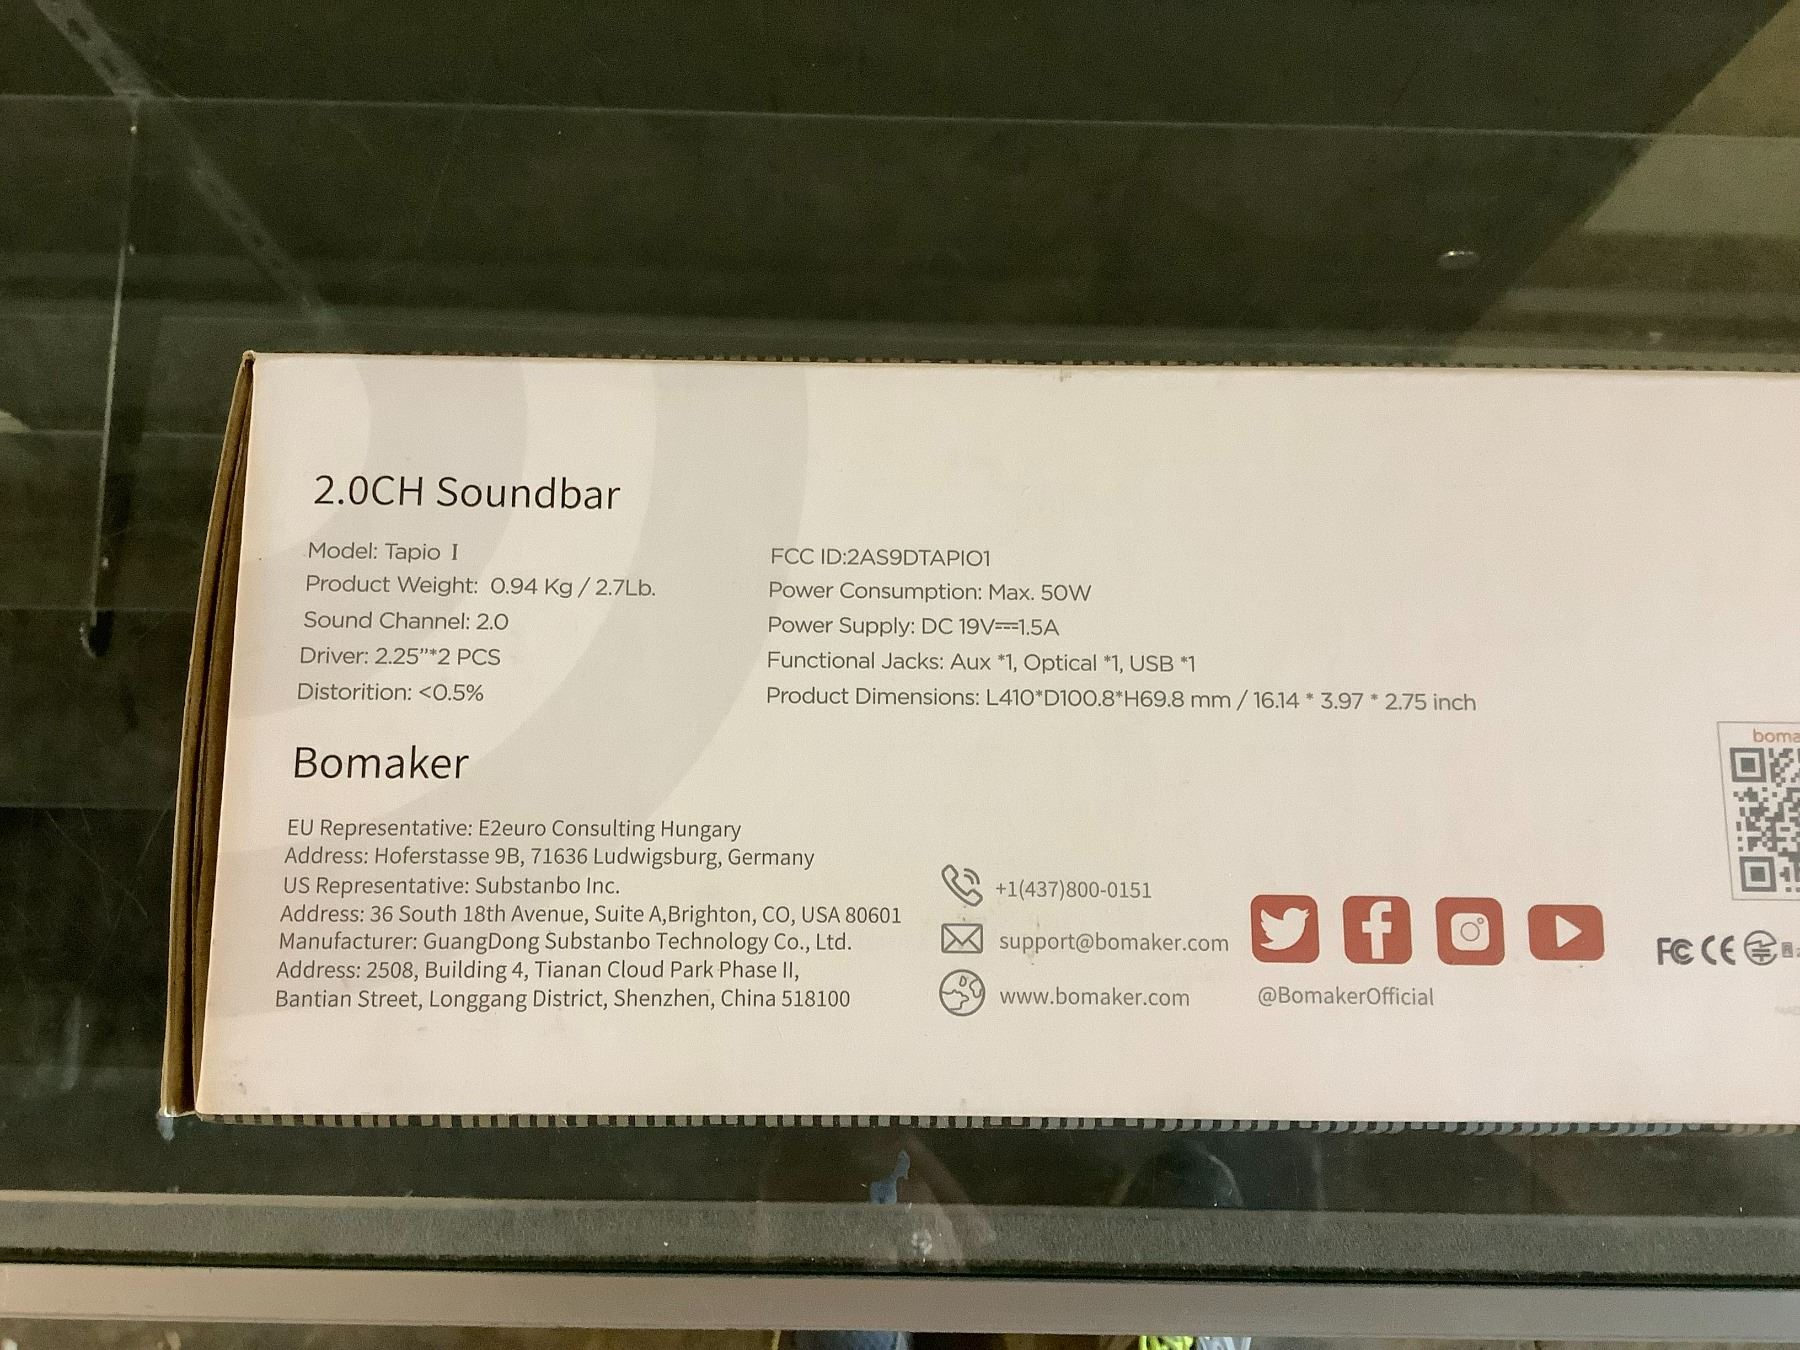 2.0CH Soundbar
Model: Tapio I
Product Weight: 0.94 Kg / 2.7Lb.
Sound Channel: 2.0
Driver: 2.25”*2 PCS
Distorition: <0.5%
FCC ID:2AS9DTAPIO1
Power Consumption: Max. 50W
Power Supply: DC 19V⎓1.5A
Functional Jacks: Aux *1, Optical *1, USB *1
Product Dimensions: L410*D100.8*H69.8 mm / 16.14 * 3.97 * 2.75 inch
Bomaker
EU Representative: E2euro Consulting Hungary
Address: Hoferstasse 9B, 71636 Ludwigsburg, Germany
US Representative: Substanbo Inc.
Address: 36 South 18th Avenue, Suite A,Brighton, CO, USA 80601
Manufacturer: GuangDong Substanbo Technology Co., Ltd.
Address: 2508, Building 4, Tianan Cloud Park Phase II,
Bantian Street, Longgang District, Shenzhen, China 518100
+1(437)800-0151
support@bomaker.com
www.bomaker.com
@BomakerOfficial
boma
FC CE